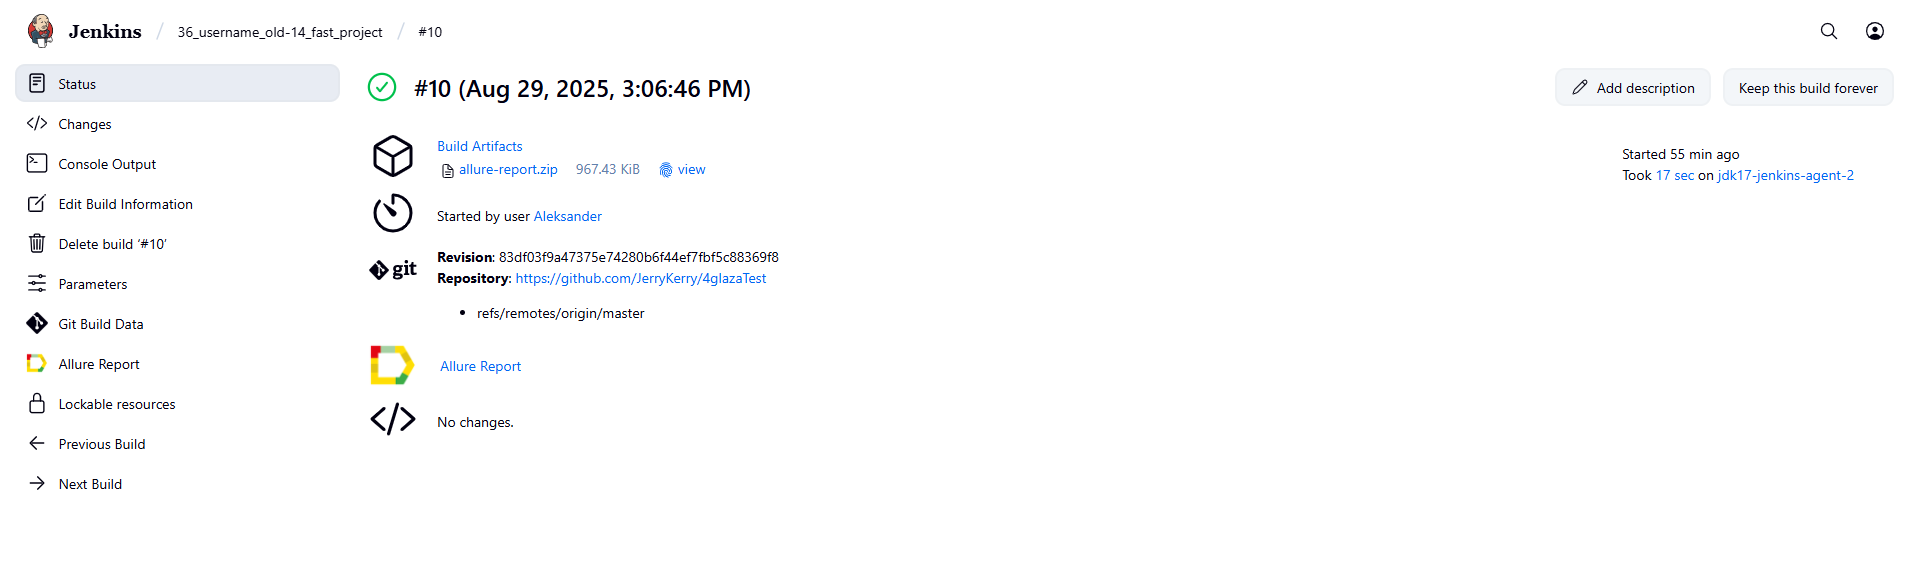 Jenkins / 36_username_old-14_fast_project / #10
Status
Changes
Console Output
Edit Build Information
Delete build ‘#10’
Parameters
Git Build Data
Allure Report
Lockable resources
Previous Build
Next Build
#10 (Aug 29, 2025, 3:06:46 PM)
Add description
Keep this build forever
Build Artifacts
allure-report.zip 967.43 KiB view
Started 55 min ago
Took 17 sec on jdk17-jenkins-agent-2
Started by user Aleksander
git
Revision: 83df03f9a47375e74280b6f44ef7fbf5c88369f8
Repository: https://github.com/JerryKerry/4glazaTest
• refs/remotes/origin/master
Allure Report
No changes.